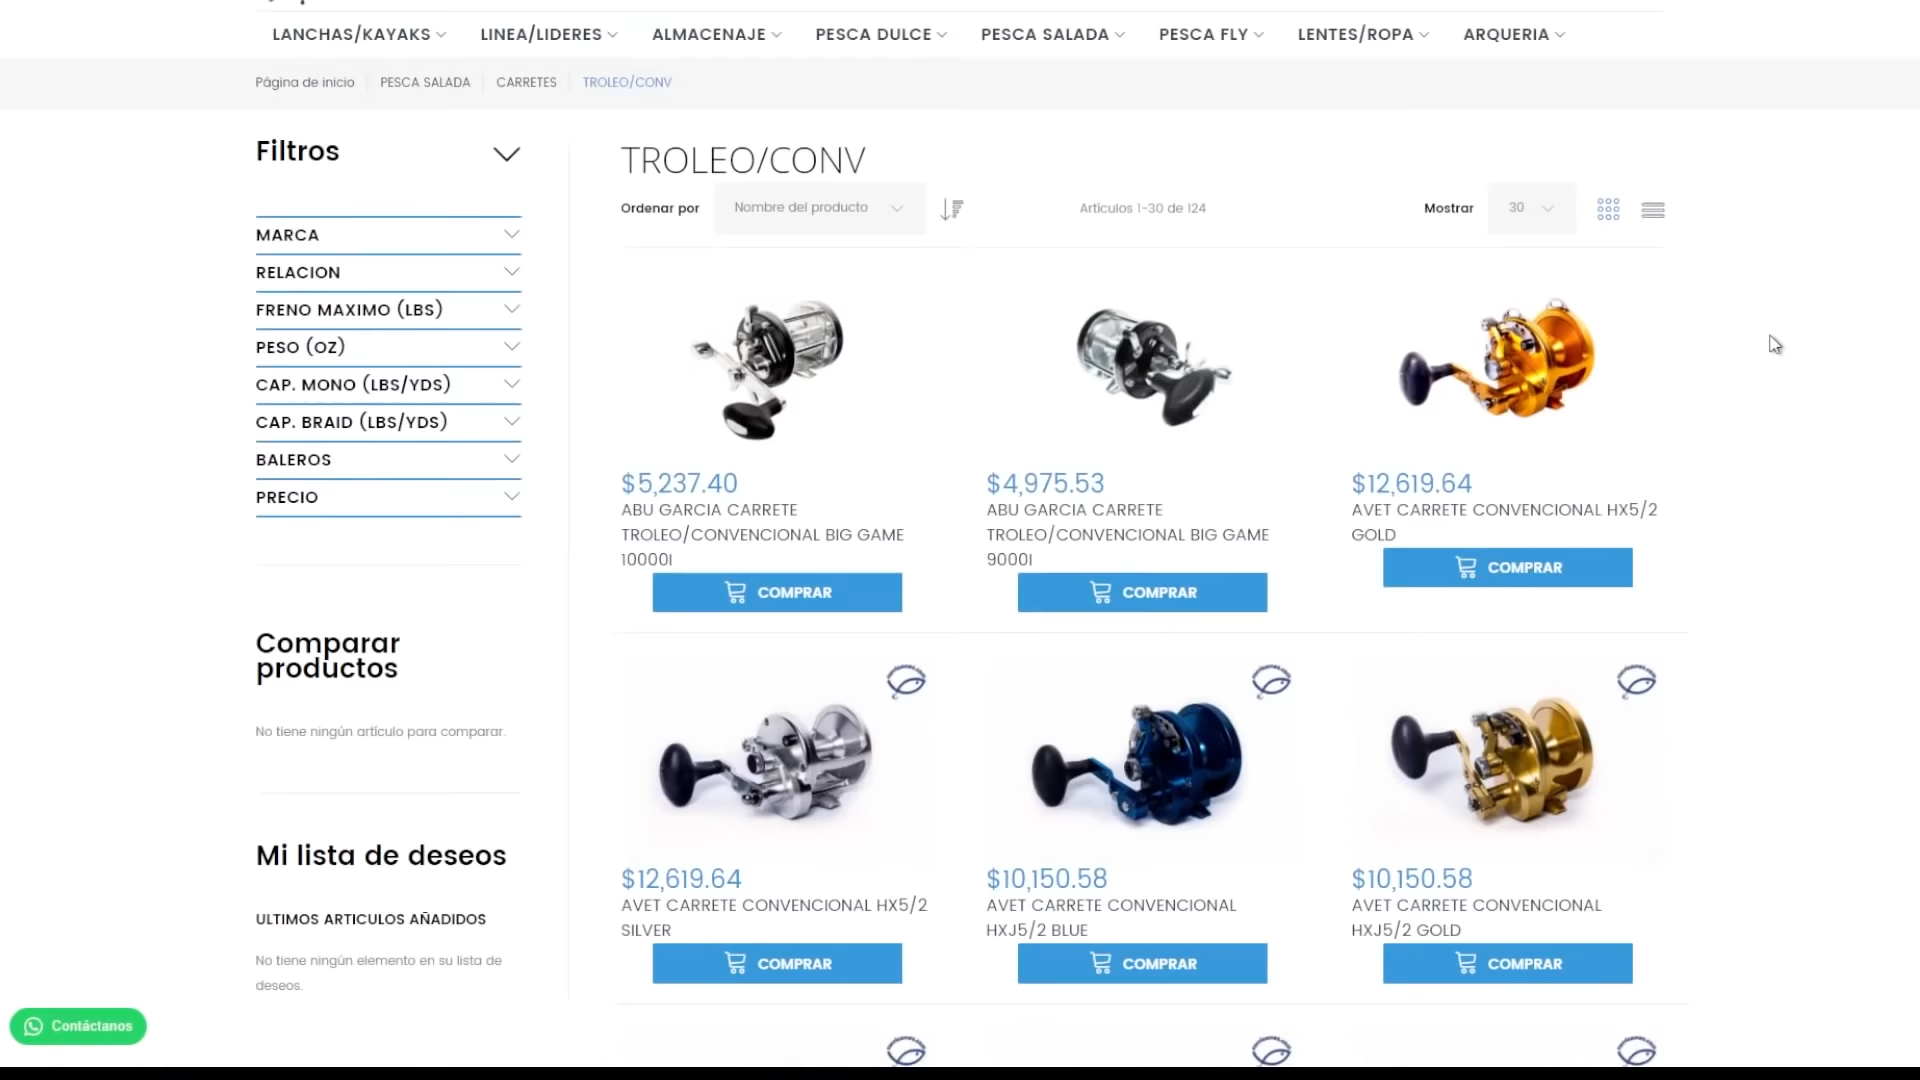 LANCHAS/KAYAKS LINEA/LIDERES ALMACENAJE PESCA DULCE PESCA SALADA PESCA FLY LENTES/ROPA ARQUERIA
Página de inicio PESCA SALADA CARRETES TROLEO/CONV
Filtros
MARCA
RELACION
FRENO MAXIMO (LBS)
PESO (OZ)
CAP. MONO (LBS/YDS)
CAP. BRAID (LBS/YDS)
BALEROS
PRECIO
Comparar
productos
No tiene ningún artículo para comparar.
Mi lista de deseos
ULTIMOS ARTICULOS AÑADIDOS
No tiene ningún elemento en su lista de
deseos.
Contáctanos
TROLEO/CONV
Ordenar por Nombre del producto Artículos 1-30 de 124 Mostrar 30
$5,237.40
ABU GARCIA CARRETE
TROLEO/CONVENCIONAL BIG GAME
10000I
COMPRAR
$4,975.53
ABU GARCIA CARRETE
TROLEO/CONVENCIONAL BIG GAME
9000I
COMPRAR
$12,619.64
AVET CARRETE CONVENCIONAL HX5/2
GOLD
COMPRAR
$12,619.64
AVET CARRETE CONVENCIONAL HX5/2
SILVER
COMPRAR
$10,150.58
AVET CARRETE CONVENCIONAL
HXJ5/2 BLUE
COMPRAR
$10,150.58
AVET CARRETE CONVENCIONAL
HXJ5/2 GOLD
COMPRAR